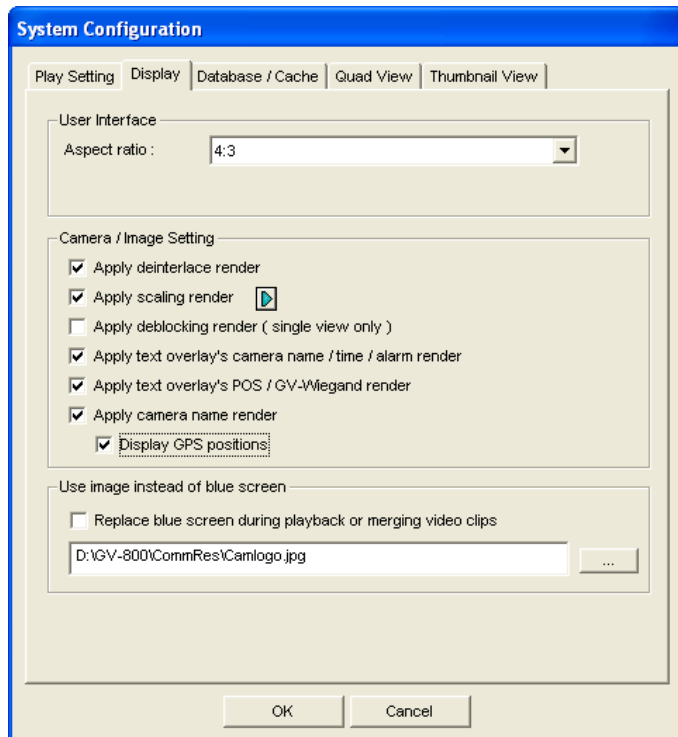 System Configuration
Play Setting Display Database / Cache Quad View Thumbnail View
User Interface
Aspect ratio : 4:3
Camera / Image Setting
Apply deinterlace render
Apply scaling render
Apply deblocking render ( single view only )
Apply text overlay's camera name / time / alarm render
Apply text overlay's POS / GV-Wiegand render
Apply camera name render
Display GPS positions
Use image instead of blue screen
Replace blue screen during playback or merging video clips
D:\GV-800\CommRes\Camlogo.jpg ...
OK Cancel